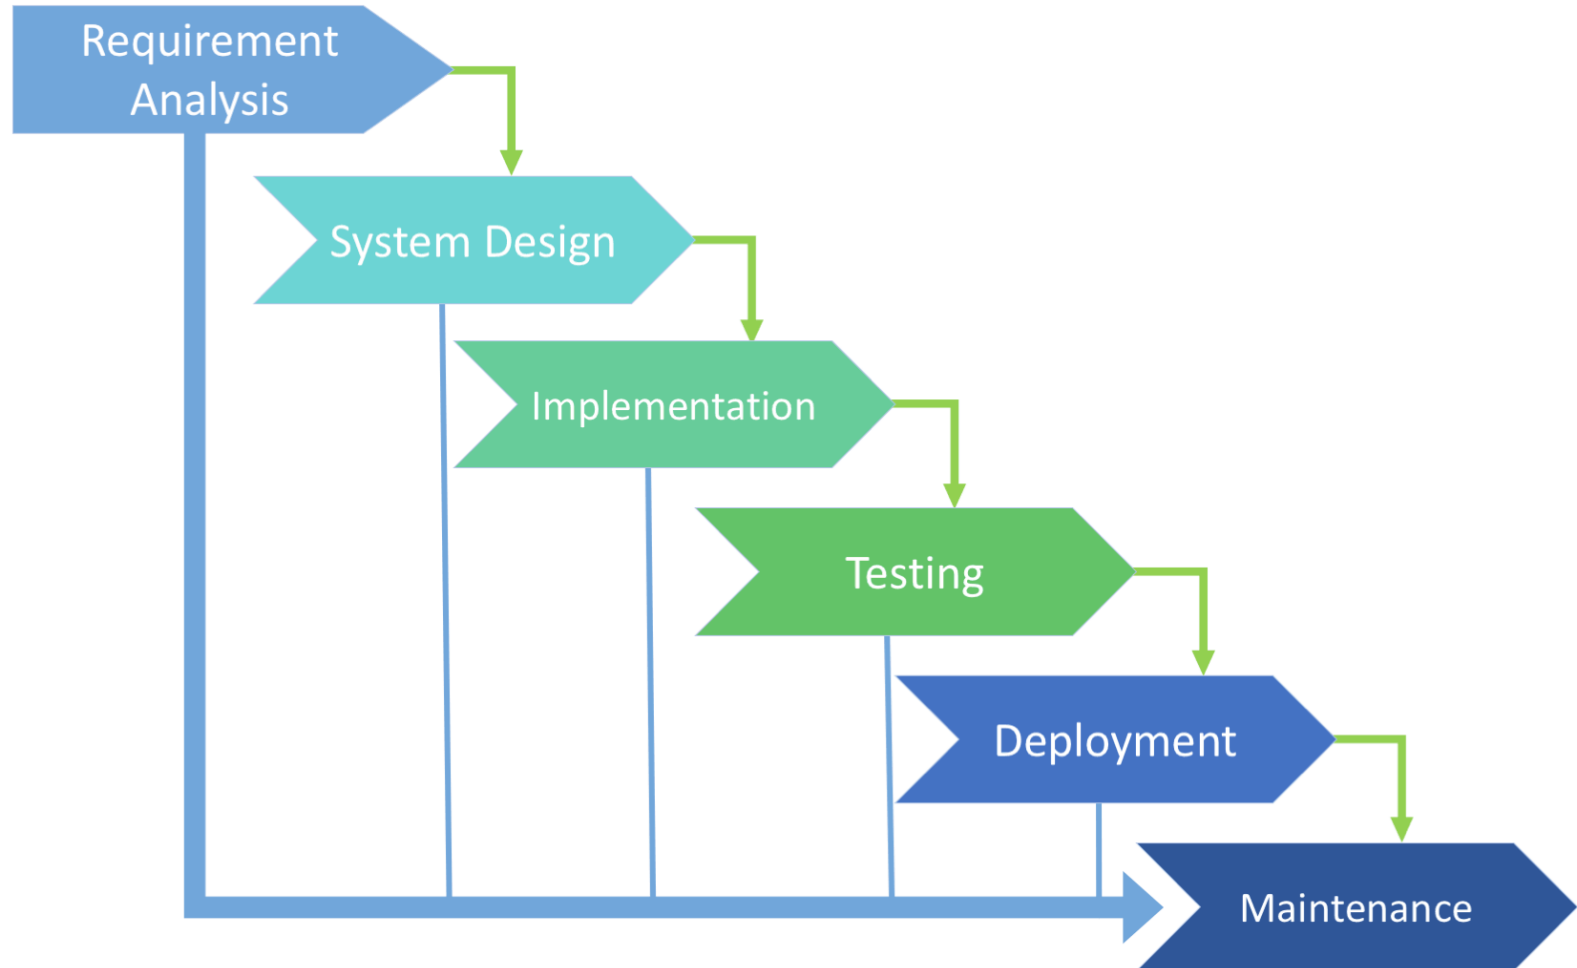 Requirement
Analysis
System Design
Implementation
Testing
Deployment
Maintenance